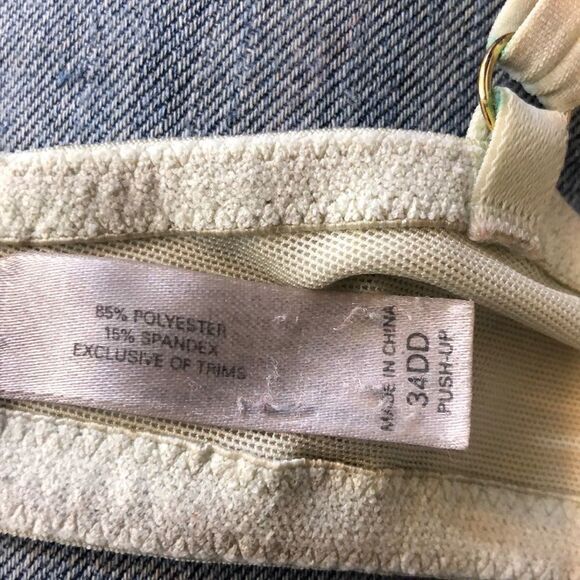 85% POLYESTER
15% SPANDEX
EXCLUSIVE OF TRIMS
MADE IN CHINA
34DD
PUSH-UP